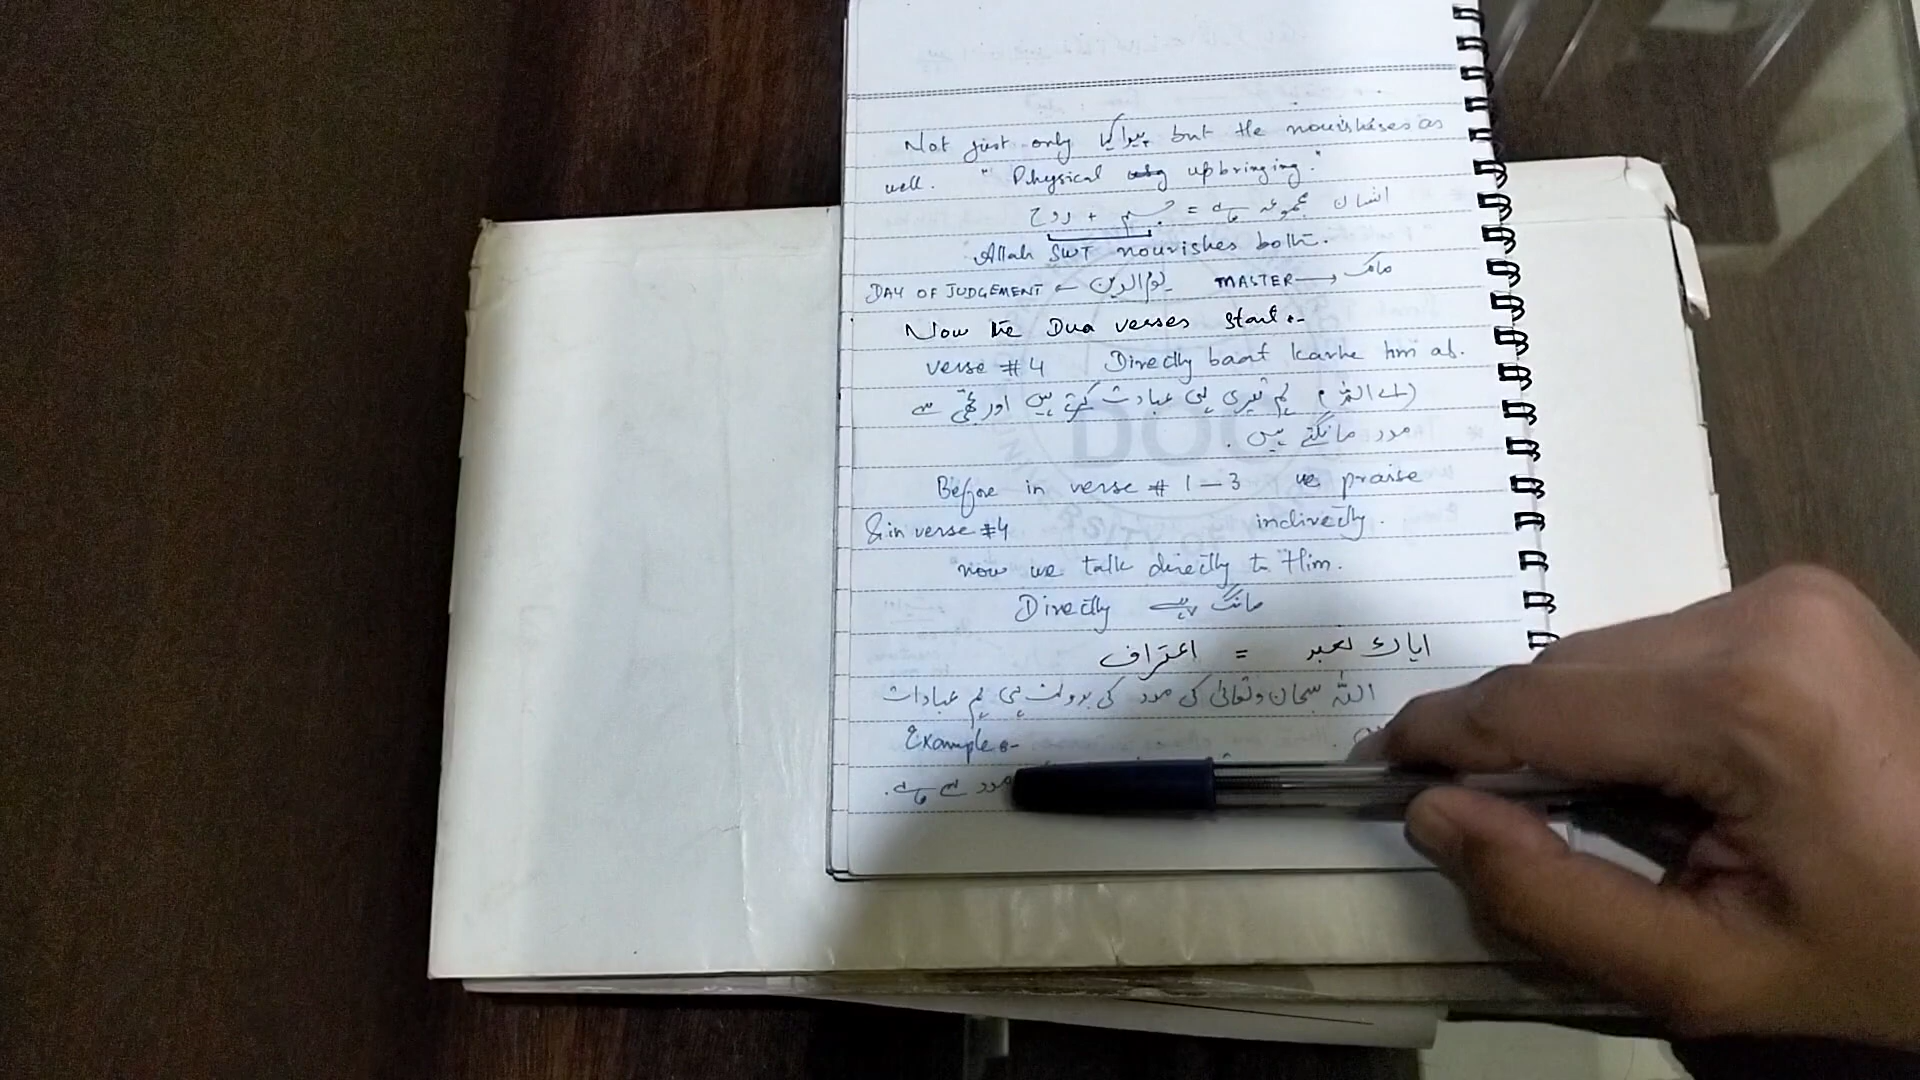 Not just only پیدا کیا but He nourishes as
well. "Physical upbringing."
انسان مجموعہ ہے = جسم + روح
Allah SWT nourishes both.
DAY OF JUDGEMENT ← یوم الدین MASTER → مالک
Now the Dua verses start :-
verse # 4 Directly baat karhe hm ab.
(اے اللہ، ہم تیری ہی عبادت کرتے ہیں اور تجھی سے
مدد مانگتے ہیں۔
Before in verse # 1 – 3 we praise
& in verse #4 indirectly.
now we talk directly to Him.
Directly مانگ رہے
ایاک نعبد = اعتراف
اللہ سبحان وتعالیٰ کی مدد کی بدولت ہی ہم عبادات
Example :-
مدد سے ہے۔